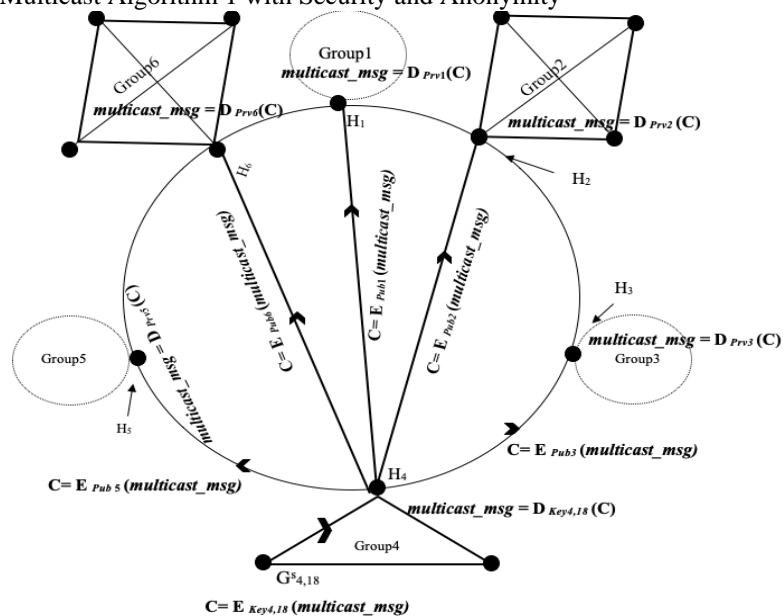 Multicast Algorithm 1 with Security and Anonymity
Group6
multicast_msg = D Prv6(C)
H6
Group1
multicast_msg = D Prv1(C)
H1
Group2
multicast_msg = D Prv2 (C)
H2
C= E Pub6 (multicast_msg)
C= E Pub1 (multicast_msg)
C= E Pub2 (multicast_msg)
H3
multicast_msg = D Prv3 (C)
Group3
multicast_msg = D Prv5 (C)
Group5
H5
C= E Pub 5 (multicast_msg)
C= E Pub3 (multicast_msg)
H4
multicast_msg = D Key4,18 (C)
Group4
Gs4,18
C= E Key4,18 (multicast_msg)